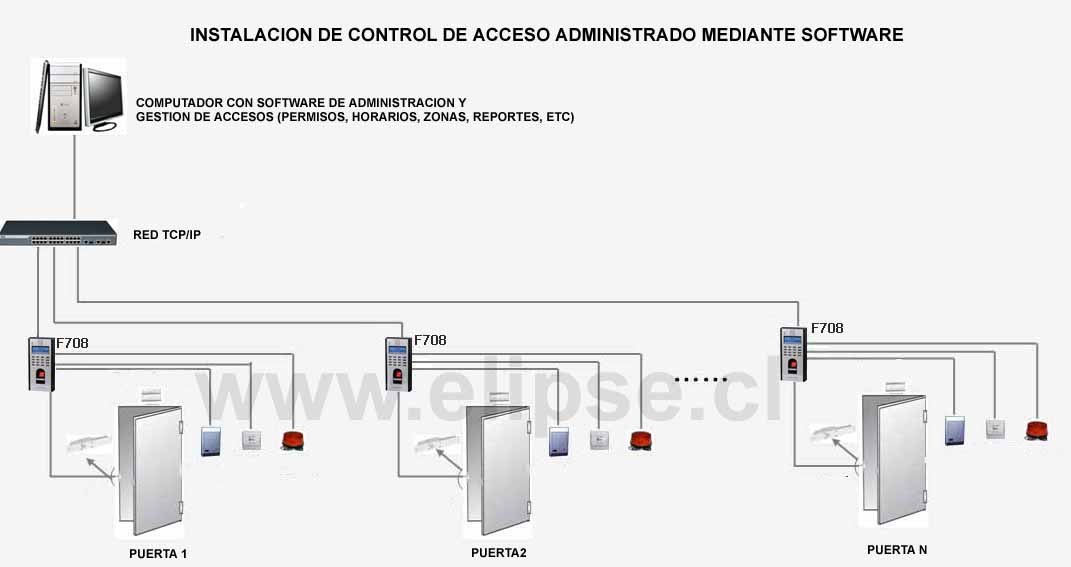 INSTALACION DE CONTROL DE ACCESO ADMINISTRADO MEDIANTE SOFTWARE
COMPUTADOR CON SOFTWARE DE ADMINISTRACION Y
GESTION DE ACCESOS (PERMISOS, HORARIOS, ZONAS, REPORTES, ETC)
RED TCP/IP
F708
F708
F708
www.elipse.cl
......
PUERTA 1
PUERTA2
PUERTA N